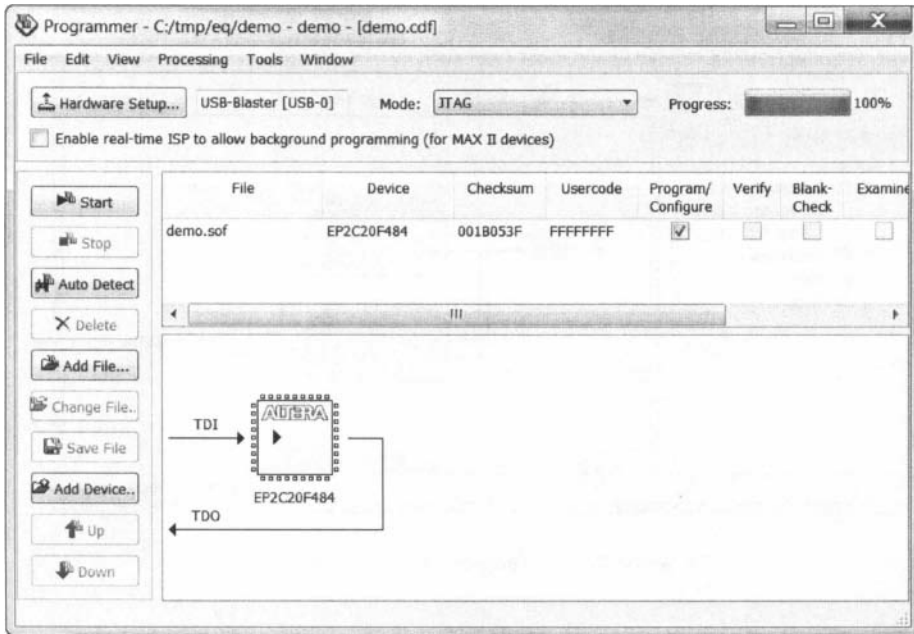 Programmer - C:/tmp/eq/demo - demo - [demo.cdf]
File Edit View Processing Tools Window
Hardware Setup... USB-Blaster [USB-0] Mode: JTAG Progress: 100%
Enable real-time ISP to allow background programming (for MAX II devices)
Start
Stop
Auto Detect
Delete
Add File...
Change File..
Save File
Add Device..
Up
Down
File Device Checksum Usercode Program/Configure Verify Blank-Check Examine
demo.sof EP2C20F484 001B053F FFFFFFFF
TDI
ALTERA
EP2C20F484
TDO